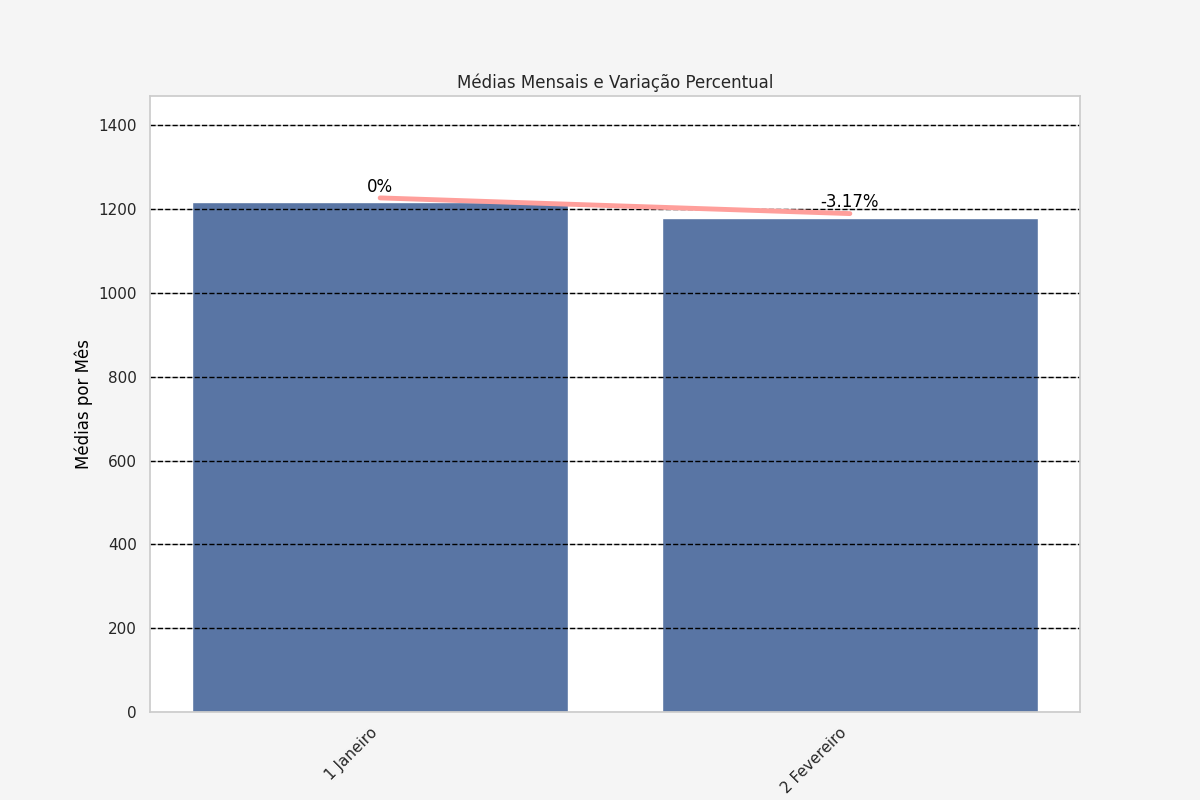 Médias Mensais e Variação Percentual
1400
1200
1000
800
600
400
200
0
Médias por Mês
0%
-3.17%
1 Janeiro
2 Fevereiro